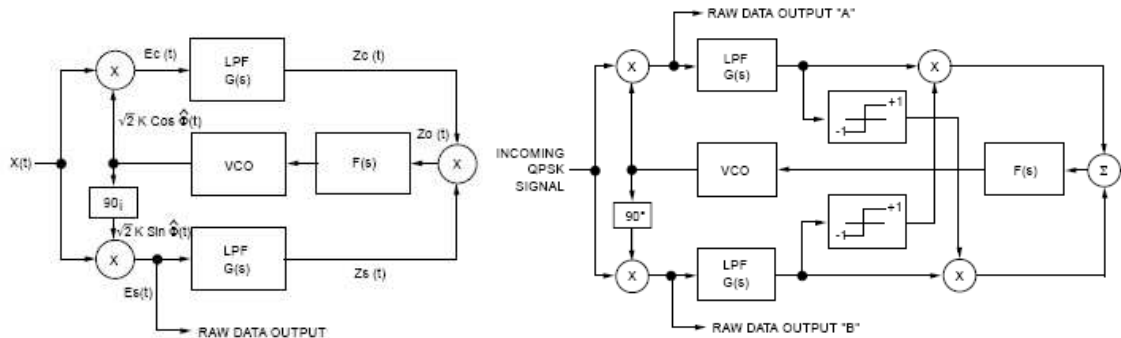 Ec (t)
LPF
G(s)
Zc (t)
X
√2 K Cos Φ̂(t)
Zo (t)
X(t)
VCO
F(s)
X
90¡
√2 K Sin Φ̂(t)
X
LPF
G(s)
Es(t)
Zs (t)
RAW DATA OUTPUT
RAW DATA OUTPUT "A"
X
LPF
G(s)
X
+1
-1
INCOMING
QPSK
SIGNAL
VCO
F(s)
Σ
90°
+1
-1
X
LPF
G(s)
X
RAW DATA OUTPUT "B"